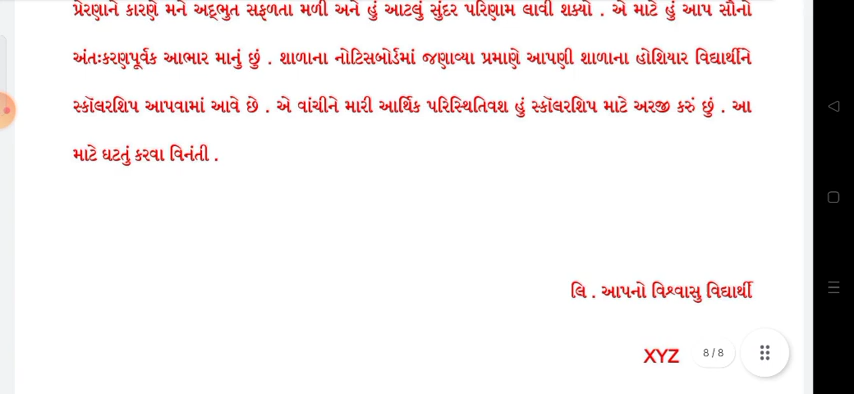 પ્રેરણાને કારણે મને અદ્ભુત સફળતા મળી અને હું આટલું સુંદર પરિણામ લાવી શક્યો . એ માટે હું આપ સૌનો
અંતઃકરણપૂર્વક આભાર માનું છું . શાળાના નોટિસબોર્ડમાં જણાવ્યા પ્રમાણે આપણી શાળાના હોશિયાર વિદ્યાર્થીને
સ્કૉલરશિપ આપવામાં આવે છે . એ વાંચીને મારી આર્થિક પરિસ્થિતિવશ હું સ્કૉલરશિપ માટે અરજી કરું છું . આ
માટે ઘટતું કરવા વિનંતી .
લિ . આપનો વિશ્વાસુ વિદ્યાર્થી
XYZ
8 / 8